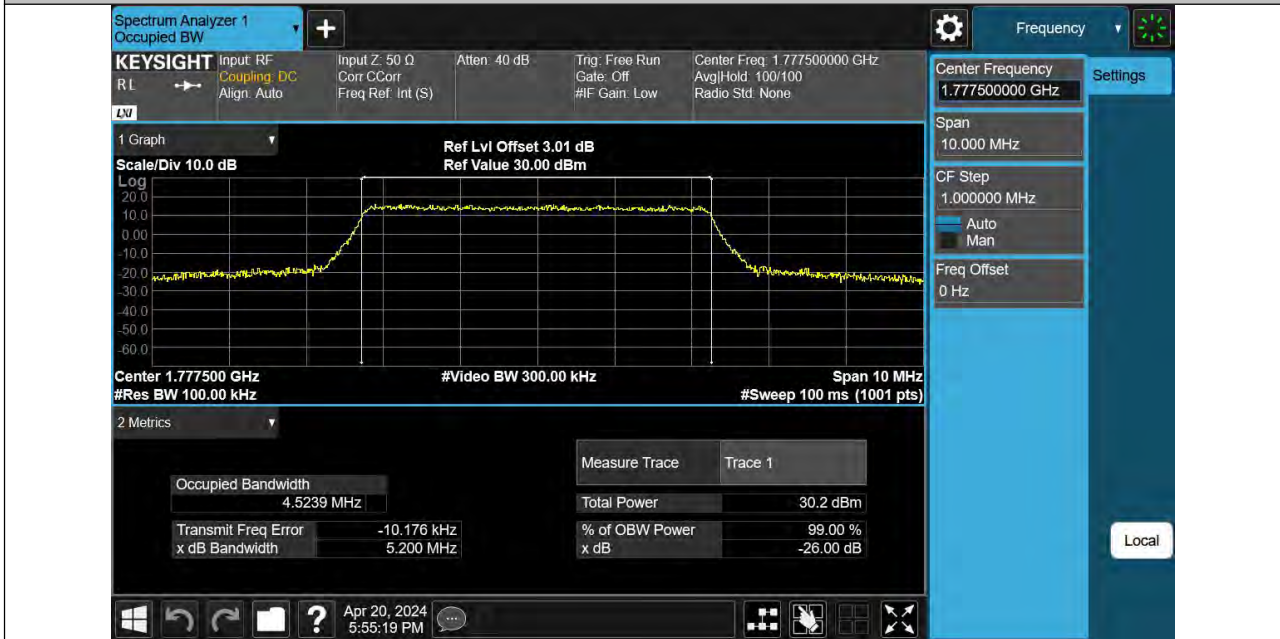 Spectrum Analyzer 1
Occupied BW
+
Frequency
KEYSIGHT
RL
LXI
Input: RF
Coupling: DC
Align: Auto
Input Z: 50 Ω
Corr CCorr
Freq Ref: Int (S)
Atten: 40 dB
Trig: Free Run
Gate: Off
#IF Gain: Low
Center Freq: 1.777500000 GHz
Avg|Hold: 100/100
Radio Std: None
Center Frequency
1.777500000 GHz
Settings
Span
10.000 MHz
CF Step
1.000000 MHz
Auto
Man
Freq Offset
0 Hz
Local
1 Graph
Scale/Div 10.0 dB
Ref Lvl Offset 3.01 dB
Ref Value 30.00 dBm
Log
20.0
10.0
0.00
-10.0
-20.0
-30.0
-40.0
-50.0
-60.0
Center 1.777500 GHz
#Video BW 300.00 kHz
Span 10 MHz
#Res BW 100.00 kHz
#Sweep 100 ms (1001 pts)
2 Metrics
Measure Trace Trace 1
Occupied Bandwidth
4.5239 MHz
Total Power 30.2 dBm
Transmit Freq Error -10.176 kHz
% of OBW Power 99.00 %
x dB Bandwidth 5.200 MHz
x dB -26.00 dB
?
Apr 20, 2024
5:55:19 PM